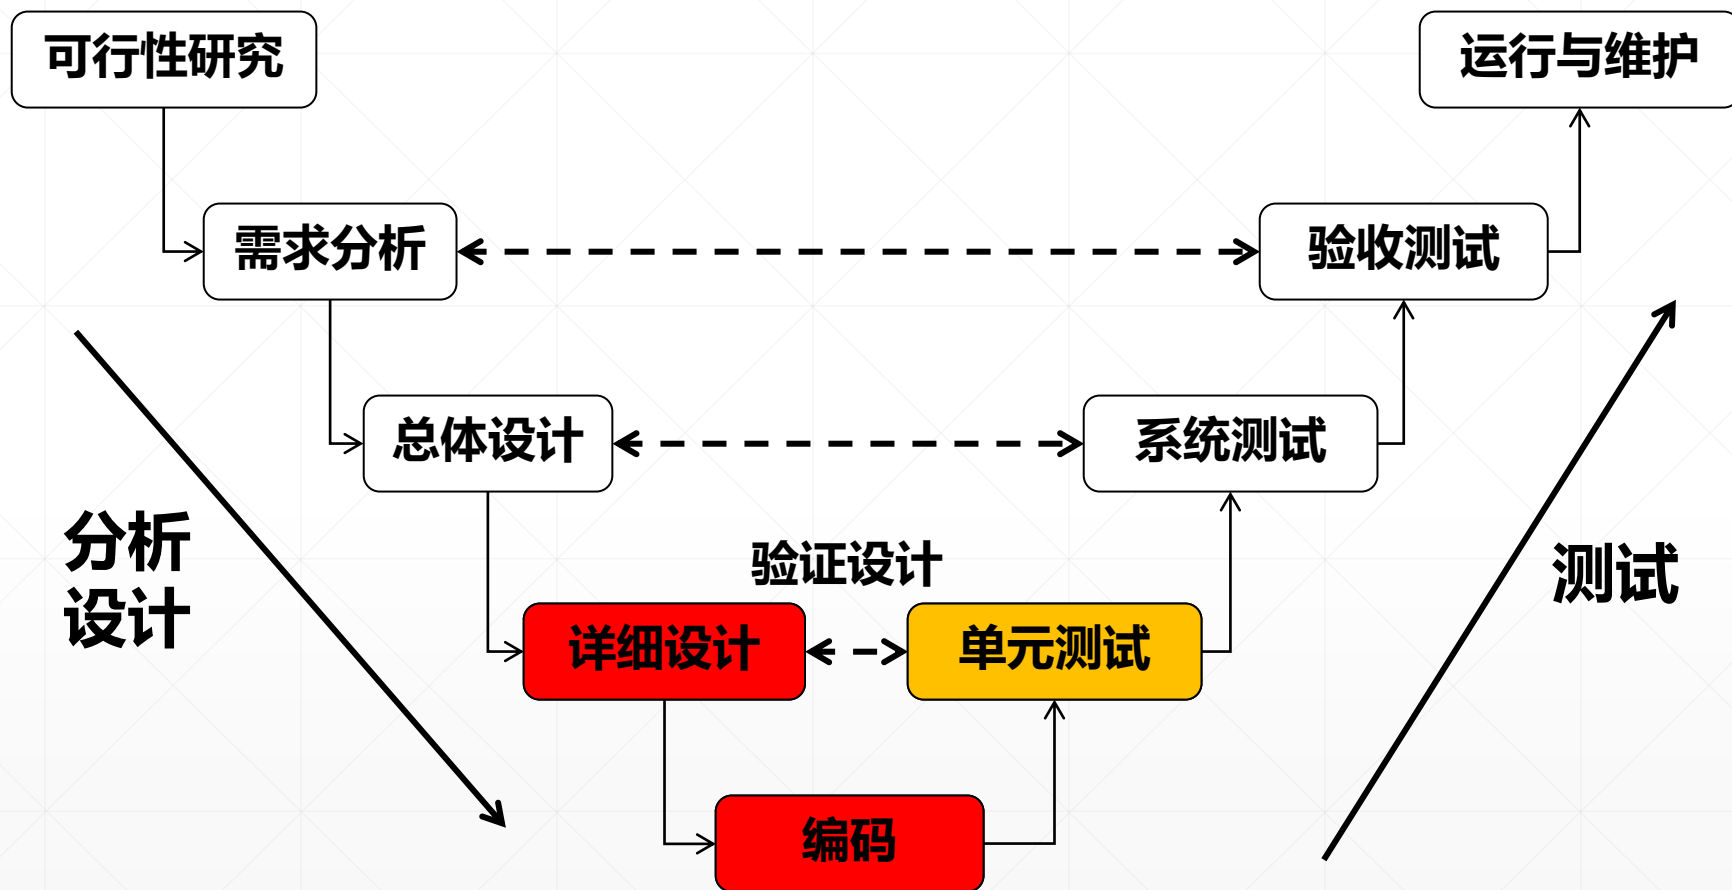 可行性研究
运行与维护
需求分析
验收测试
总体设计
系统测试
分析
设计
验证设计
测试
详细设计
单元测试
编码